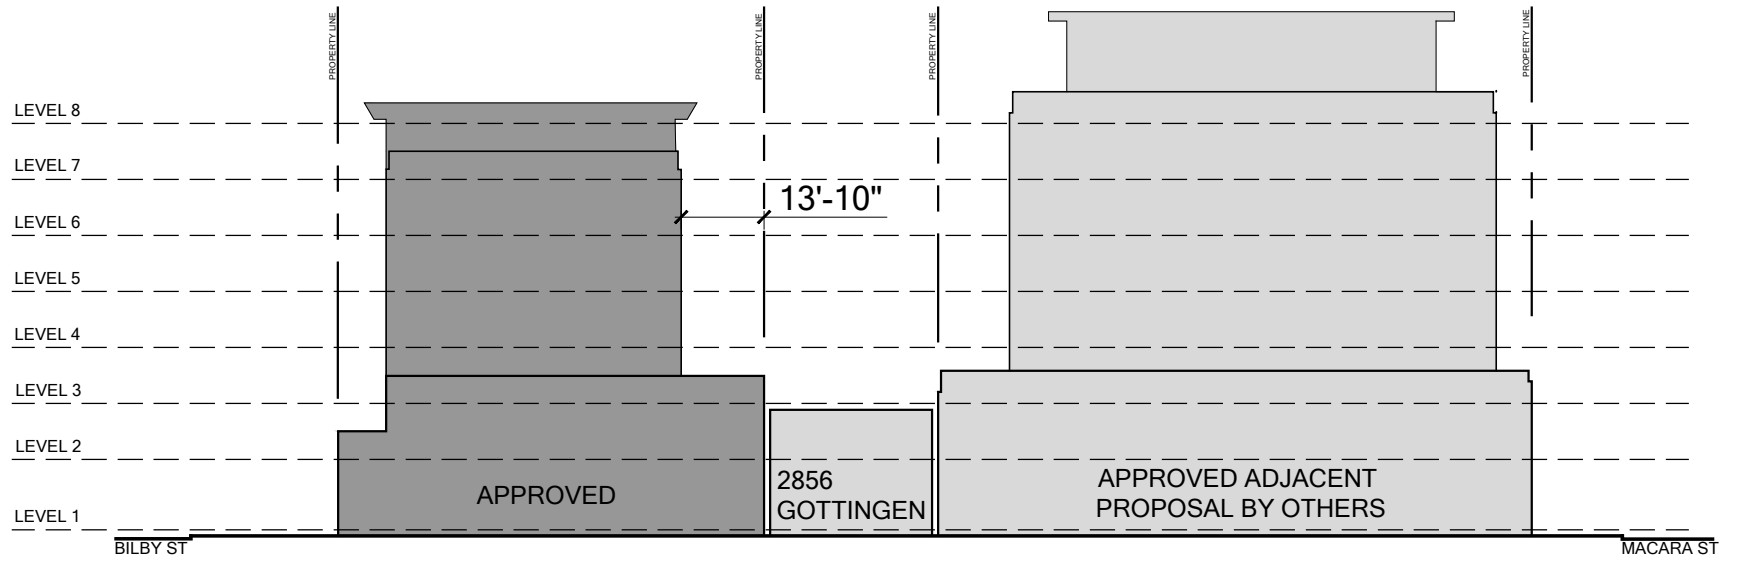 PROPERTY LINE
PROPERTY LINE
PROPERTY LINE
PROPERTY LINE
LEVEL 8
LEVEL 7
13'-10"
LEVEL 6
LEVEL 5
LEVEL 4
LEVEL 3
LEVEL 2
APPROVED
2856
GOTTINGEN
APPROVED ADJACENT
PROPOSAL BY OTHERS
LEVEL 1
BILBY ST
MACARA ST